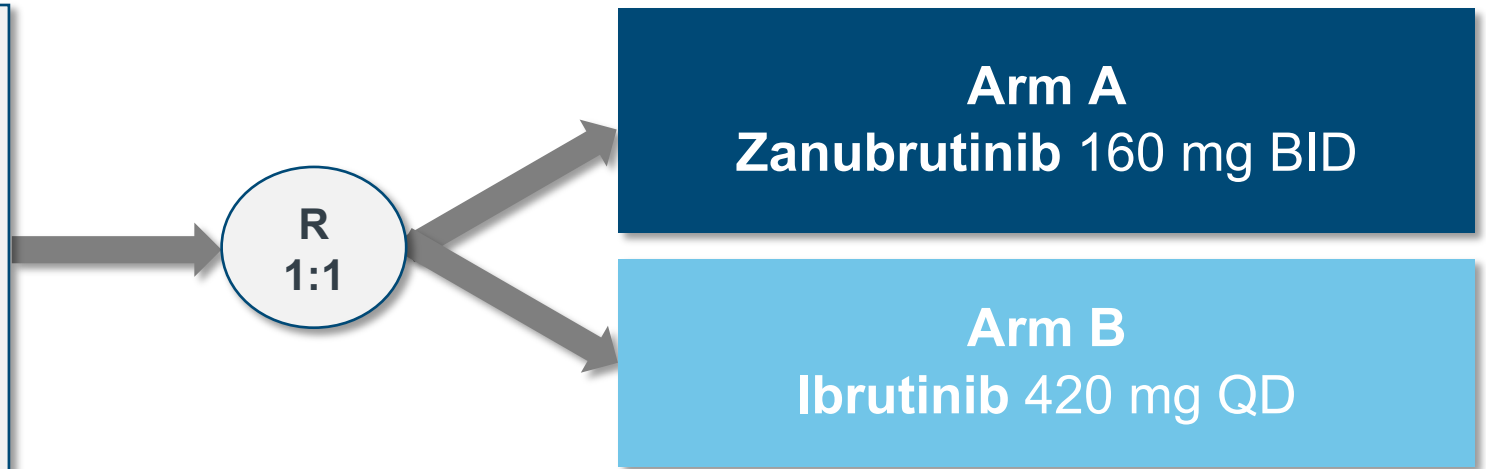 R
1:1
Arm A
Zanubrutinib 160 mg BID
Arm B
Ibrutinib 420 mg QD